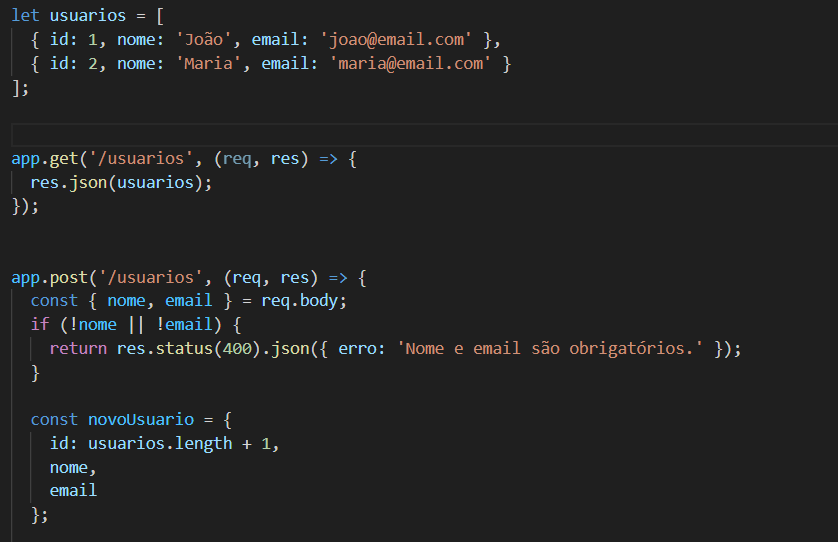 let usuarios = [
{ id: 1, nome: 'João', email: 'joao@email.com' },
{ id: 2, nome: 'Maria', email: 'maria@email.com' }
];
app.get('/usuarios', (req, res) => {
res.json(usuarios);
});
app.post('/usuarios', (req, res) => {
const { nome, email } = req.body;
if (!nome || !email) {
return res.status(400).json({ erro: 'Nome e email são obrigatórios.' });
}
const novoUsuario = {
id: usuarios.length + 1,
nome,
email
};